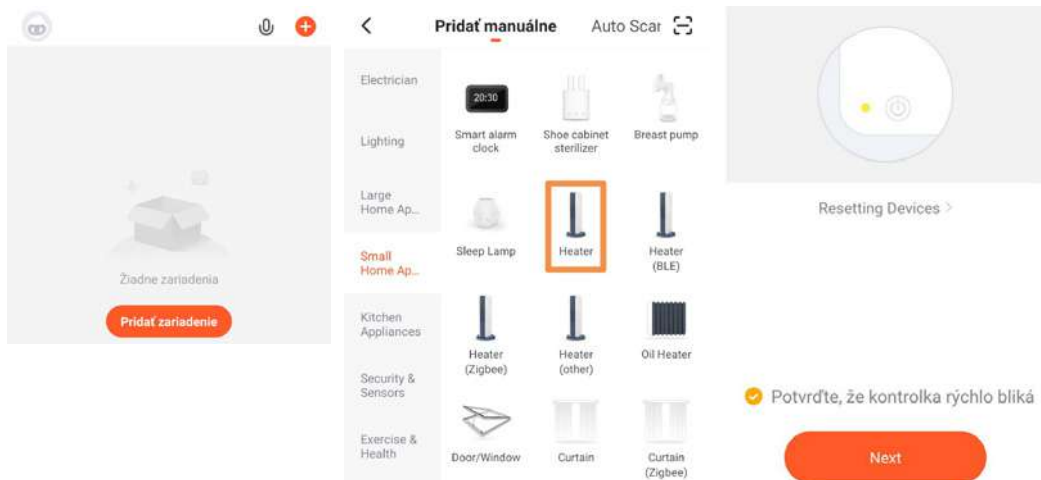 Žiadne zariadenia
Pridať zariadenie
Pridať manuálne
Auto Scar
Electrician
Lighting
Large
Home Ap...
Small
Home Ap...
Kitchen
Appliances
Security &
Sensors
Exercise &
Health
20:30
Smart alarm
clock
Shoe cabinet
sterilizer
Breast pump
Sleep Lamp
Heater
Heater
(BLE)
Heater
(Zigbee)
Heater
(other)
Oil Heater
Door/Window
Curtain
Curtain
(Zigbee)
Resetting Devices >
Potvrďte, že kontrolka rýchlo bliká
Next